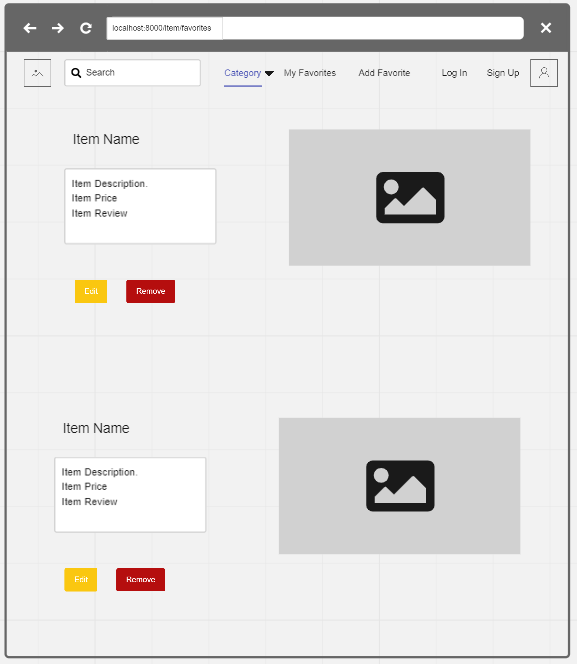 localhost:8000/item/favorites
Search
Category
My Favorites
Add Favorite
Log In
Sign Up
Item Name
Item Description.
Item Price
Item Review
Edit
Remove
Item Name
Item Description.
Item Price
Item Review
Edit
Remove